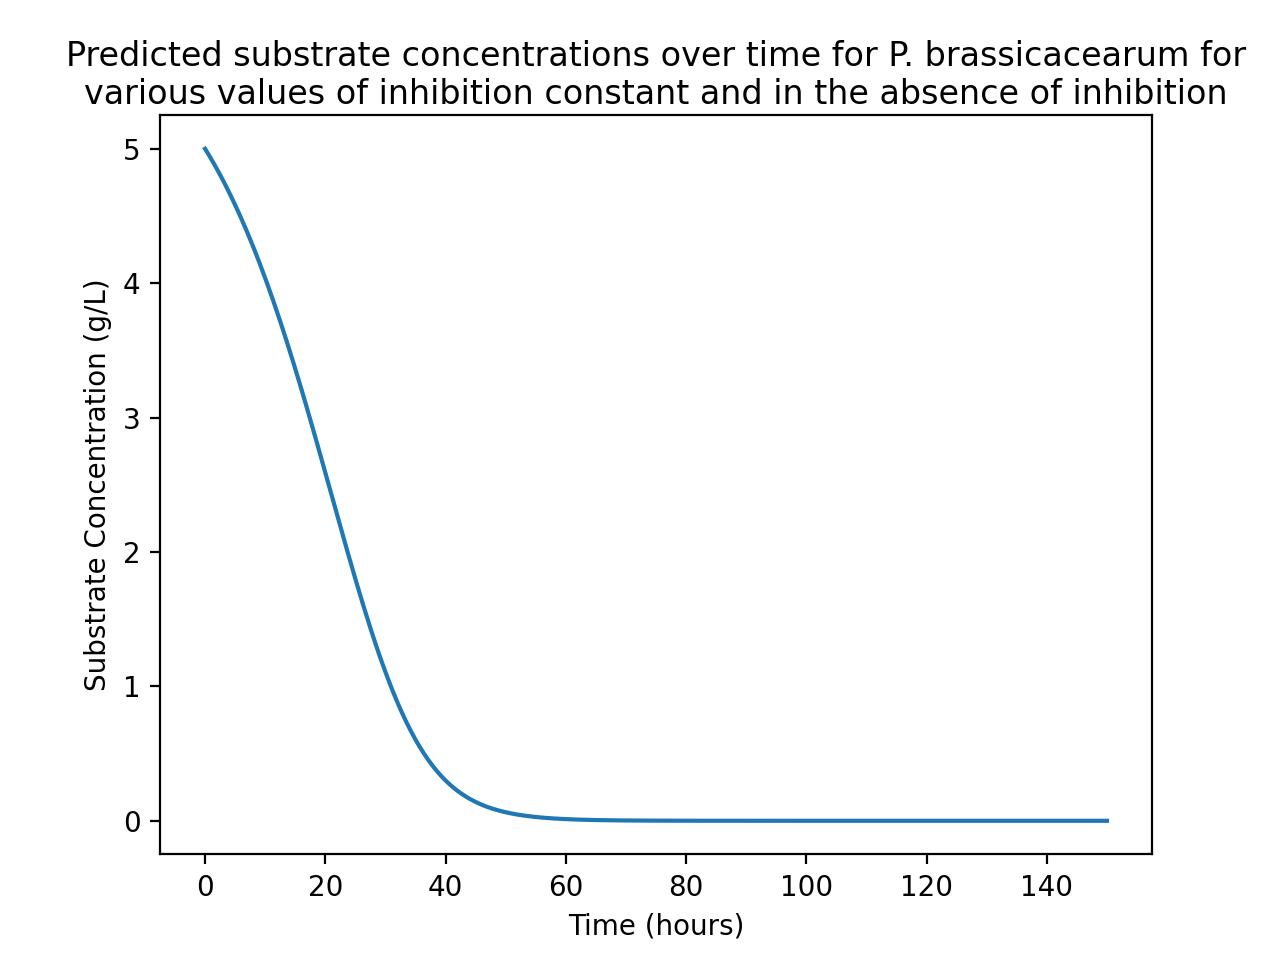 Predicted substrate concentrations over time for P. brassicacearum for
various values of inhibition constant and in the absence of inhibition
5
4
3
2
1
0
Substrate Concentration (g/L)
0 20 40 60 80 100 120 140
Time (hours)